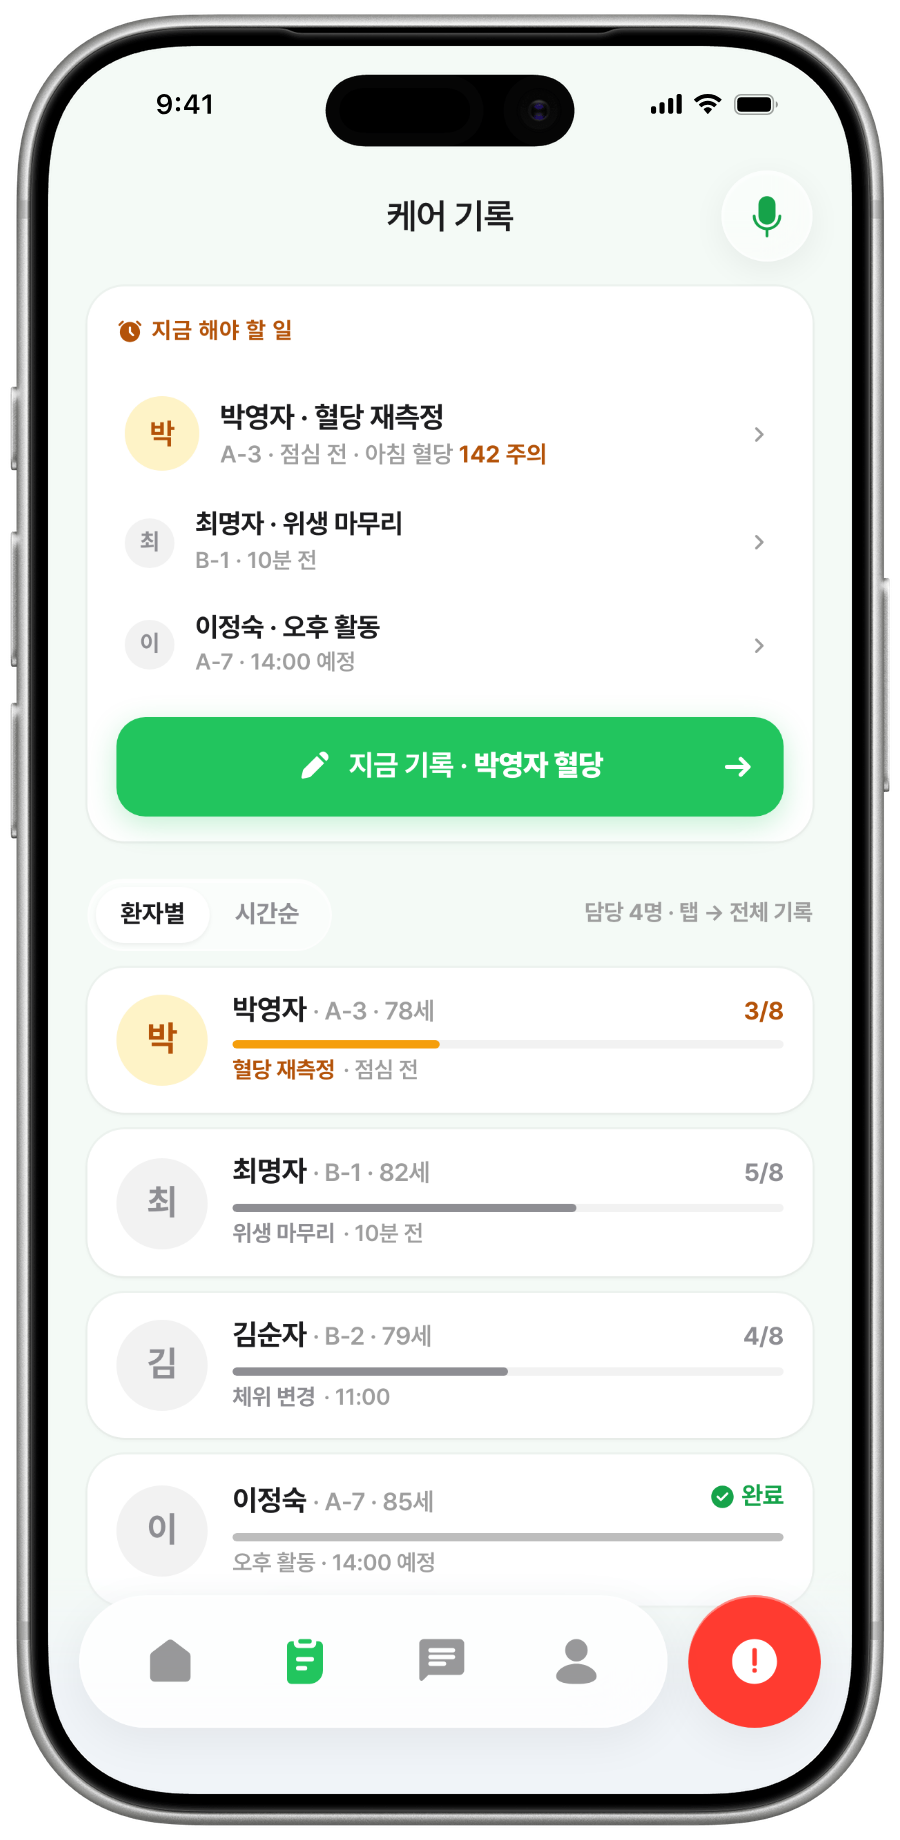 9:41
케어 기록
지금 해야 할 일
박
박영자 · 혈당 재측정
A-3 · 점심 전 · 아침 혈당 142 주의
최
최명자 · 위생 마무리
B-1 · 10분 전
이
이정숙 · 오후 활동
A-7 · 14:00 예정
지금 기록 · 박영자 혈당 →
환자별 시간순 담당 4명 · 탭 → 전체 기록
박
박영자 · A-3 · 78세 3/8
혈당 재측정 · 점심 전
최
최명자 · B-1 · 82세 5/8
위생 마무리 · 10분 전
김
김순자 · B-2 · 79세 4/8
체위 변경 · 11:00
이
이정숙 · A-7 · 85세 완료
오후 활동 · 14:00 예정